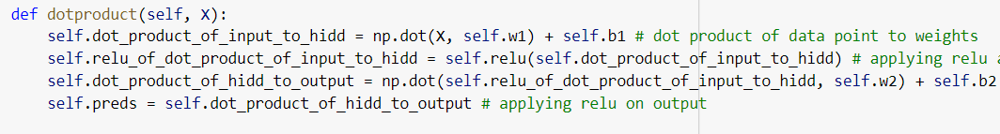 def dotproduct(self, X):
self.dot_product_of_input_to_hidd = np.dot(X, self.w1) + self.b1 # dot product of data point to weights
self.relu_of_dot_product_of_input_to_hidd = self.relu(self.dot_product_of_input_to_hidd) # applying relu
self.dot_product_of_hidd_to_output = np.dot(self.relu_of_dot_product_of_input_to_hidd, self.w2) + self.b2
self.preds = self.dot_product_of_hidd_to_output # applying relu on output